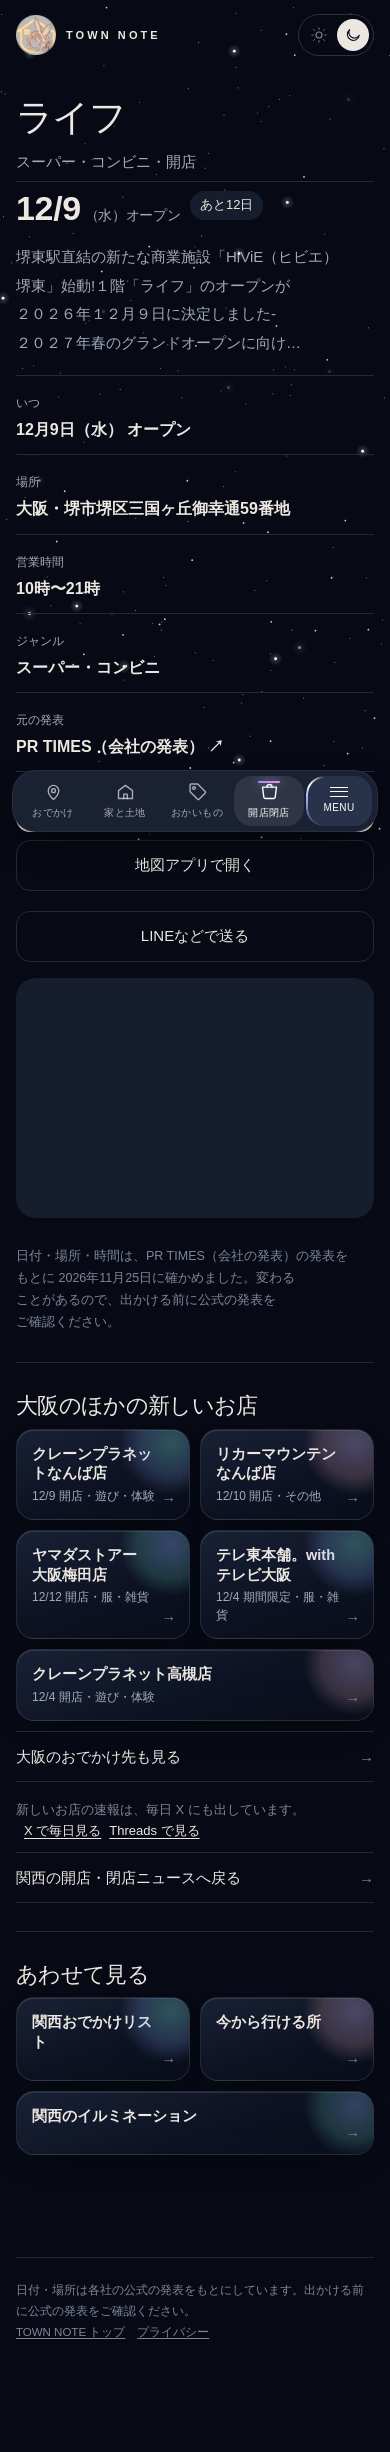 TOWN NOTE
ライフ
スーパー・コンビニ・開店
12/9 （水）オープン あと12日
堺東駅直結の新たな商業施設「HiViE（ヒビエ）
堺東」始動!１階「ライフ」のオープンが
２０２６年１２月９日に決定しました-
２０２７年春のグランドオープンに向け…
いつ
12月9日（水） オープン
場所
大阪・堺市堺区三国ヶ丘御幸通59番地
営業時間
10時〜21時
ジャンル
スーパー・コンビニ
元の発表
PR TIMES（会社の発表） ↗
おでかけ 家と土地 おかいもの 開店閉店 MENU
地図アプリで開く
LINEなどで送る
日付・場所・時間は、PR TIMES（会社の発表）の発表を
もとに 2026年11月25日に確かめました。変わる
ことがあるので、出かける前に公式の発表を
ご確認ください。
大阪のほかの新しいお店
クレーンプラネッ
トなんば店
12/9 開店・遊び・体験 →
リカーマウンテン
なんば店
12/10 開店・その他 →
ヤマダストアー
大阪梅田店
12/12 開店・服・雑貨 →
テレ東本舗。with
テレビ大阪
12/4 期間限定・服・雑
貨 →
クレーンプラネット高槻店
12/4 開店・遊び・体験 →
大阪のおでかけ先も見る →
新しいお店の速報は、毎日 X にも出しています。
X で毎日見る Threads で見る
関西の開店・閉店ニュースへ戻る →
あわせて見る
関西おでかけリス
ト →
今から行ける所 →
関西のイルミネーション →
日付・場所は各社の公式の発表をもとにしています。出かける前
に公式の発表をご確認ください。
TOWN NOTE トップ プライバシー